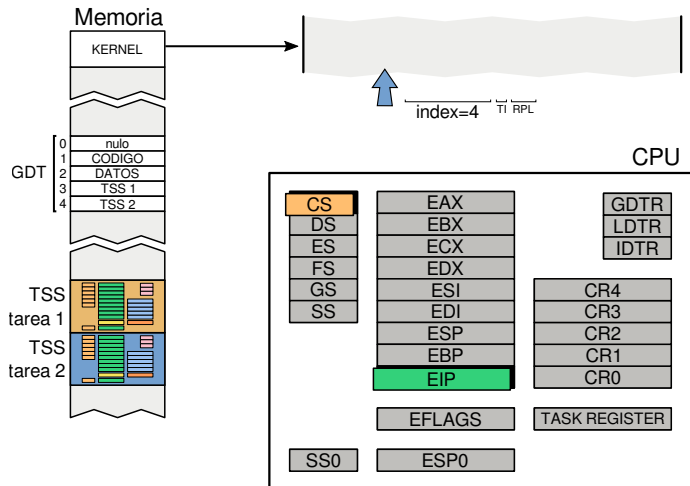 Memoria
KERNEL
index=4 TI RPL
GDT
0 nulo
1 CODIGO
2 DATOS
3 TSS 1
4 TSS 2
TSS
tarea 1
TSS
tarea 2
CPU
CS EAX GDTR
DS EBX LDTR
ES ECX IDTR
FS EDX
GS ESI CR4
SS EDI CR3
ESP CR2
EBP CR1
EIP CR0
EFLAGS TASK REGISTER
SS0 ESP0